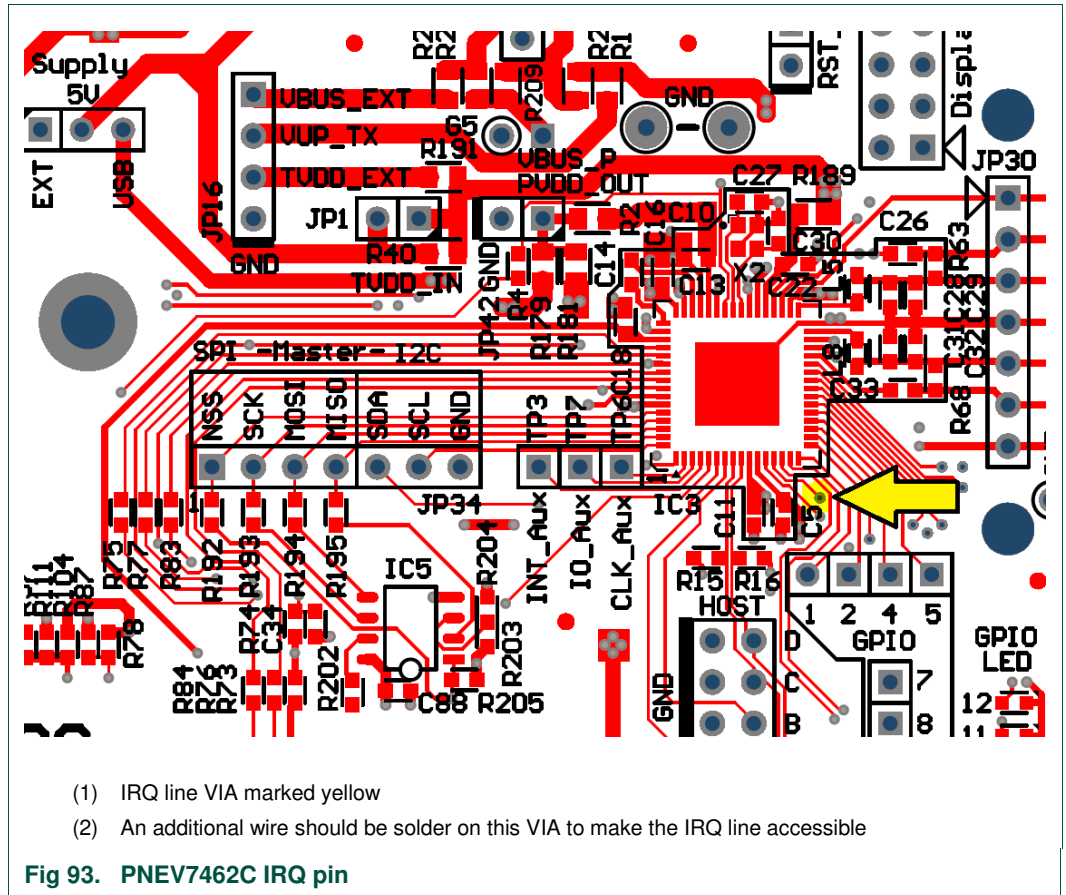 Supply
5V
EXT
USB
JP16
VBUS_EXT
VUP_TX
TVDD_EXT
GND
R191
G5
R209
JP1
R40
TVDD_IN
VBUS_P
PVDD_OUT
GND
RST_
Displa
JP30
C27
R189
C26
R63
C16
C10
C14
X2
C30
C13
C22
C28
C29
C31
C32
C33
R68
JP42
GND
R4
R179
R181
C18
SPI -Master- I2C
NSS
SCK
MOSI
MISO
SDA
SCL
GND
TP3
TP7
TP6
1
JP34
1
IC3
C11
C5
INT_Aux
IO_Aux
CLK_Aux
R75
R77
R83
R192
R193
R194
R195
IC5
R204
R203
R15
R16
HOST
1 2 4 5
GPIO
GPIO
LED
R104
R87
R78
R74
C34
R84
R76
R73
R202
C88
R205
GND
D
C
B
7
8
12
11
(1) IRQ line VIA marked yellow
(2) An additional wire should be solder on this VIA to make the IRQ line accessible
Fig 93. PNEV7462C IRQ pin